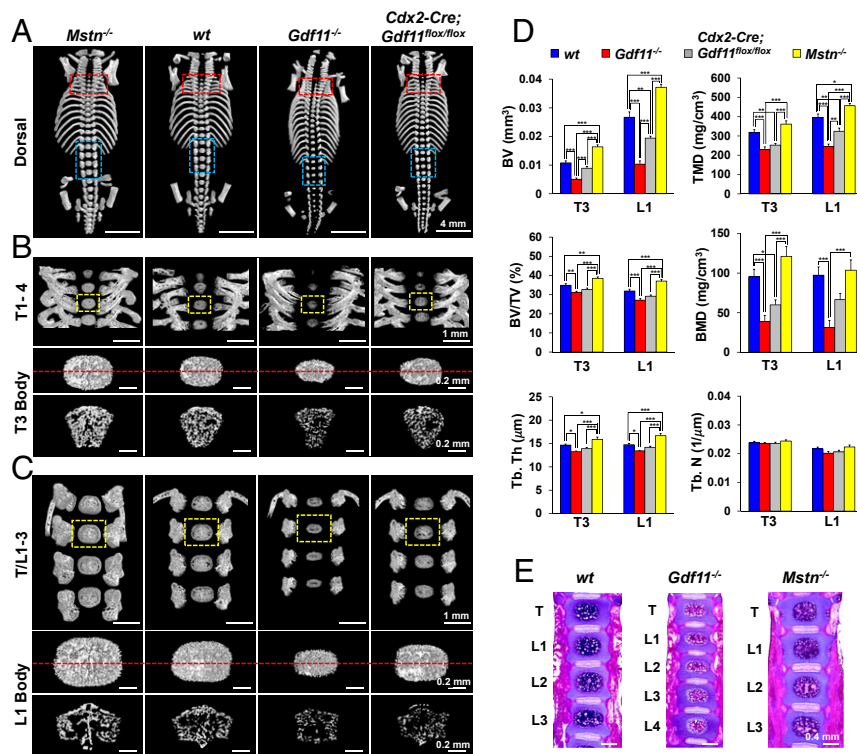 A
Mstn-/-
wt
Gdf11-/-
Cdx2-Cre;
Gdf11flox/flox
Dorsal
4 mm
B
T1- 4
1 mm
T3 Body
0.2 mm
0.2 mm
C
T/L1-3
1 mm
L1 Body
0.2 mm
0.2 mm
D
wt
Gdf11-/-
Cdx2-Cre;
Gdf11flox/flox
Mstn-/-
BV (mm3)
0.04
0.03
0.02
0.01
0
***
***
***
***
***
***
**
***
***
***
T3
L1
TMD (mg/cm3)
700
600
500
400
300
200
100
0
***
**
***
***
***
*
***
**
***
***
**
T3
L1
BV/TV (%)
60
50
40
30
20
10
0
**
***
**
***
***
***
***
***
T3
L1
BMD (mg/cm3)
150
100
50
0
***
*
***
***
***
***
T3
L1
Tb. Th (μm)
25
20
15
10
5
0
*
***
*
***
***
***
*
***
T3
L1
Tb. N (1/μm)
0.04
0.03
0.02
0.01
0
T3
L1
E
wt
Gdf11-/-
Mstn-/-
T
L1
L2
L3
T
L1
L2
L3
L4
T
L1
L2
L3
0.4 mm